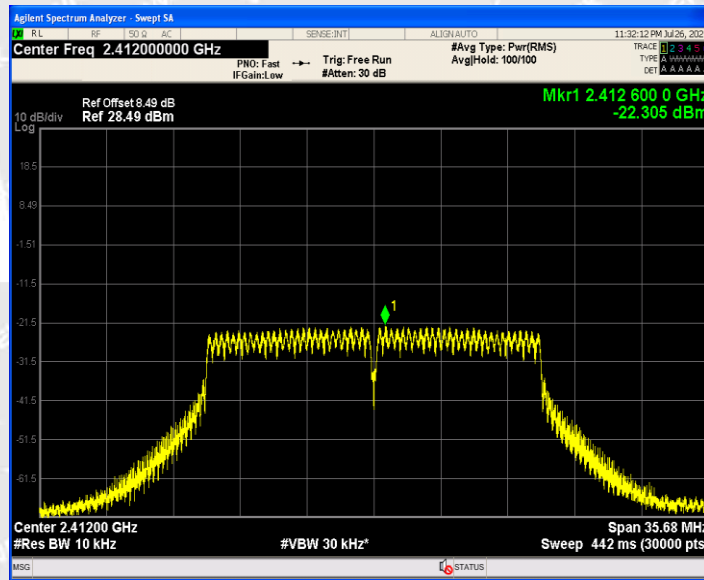 Agilent Spectrum Analyzer - Swept SA
RL RF 50 Ω AC SENSE:INT ALIGN AUTO 11:32:12 PM Jul 26, 202
Center Freq 2.412000000 GHz
PNO: Fast
IFGain:Low
Trig: Free Run
#Atten: 30 dB
#Avg Type: Pwr(RMS)
Avg|Hold: 100/100
TRACE 1 2 3 4 5
TYPE A
DET A A A A A
Mkr1 2.412 600 0 GHz
-22.305 dBm
Ref Offset 8.49 dB
10 dB/div Ref 28.49 dBm
Log
18.5
8.49
-1.51
-11.5
1
-21.5
-31.5
-41.5
-51.5
-61.5
Center 2.41200 GHz Span 35.68 MHz
#Res BW 10 kHz #VBW 30 kHz* Sweep 442 ms (30000 pts
MSG STATUS